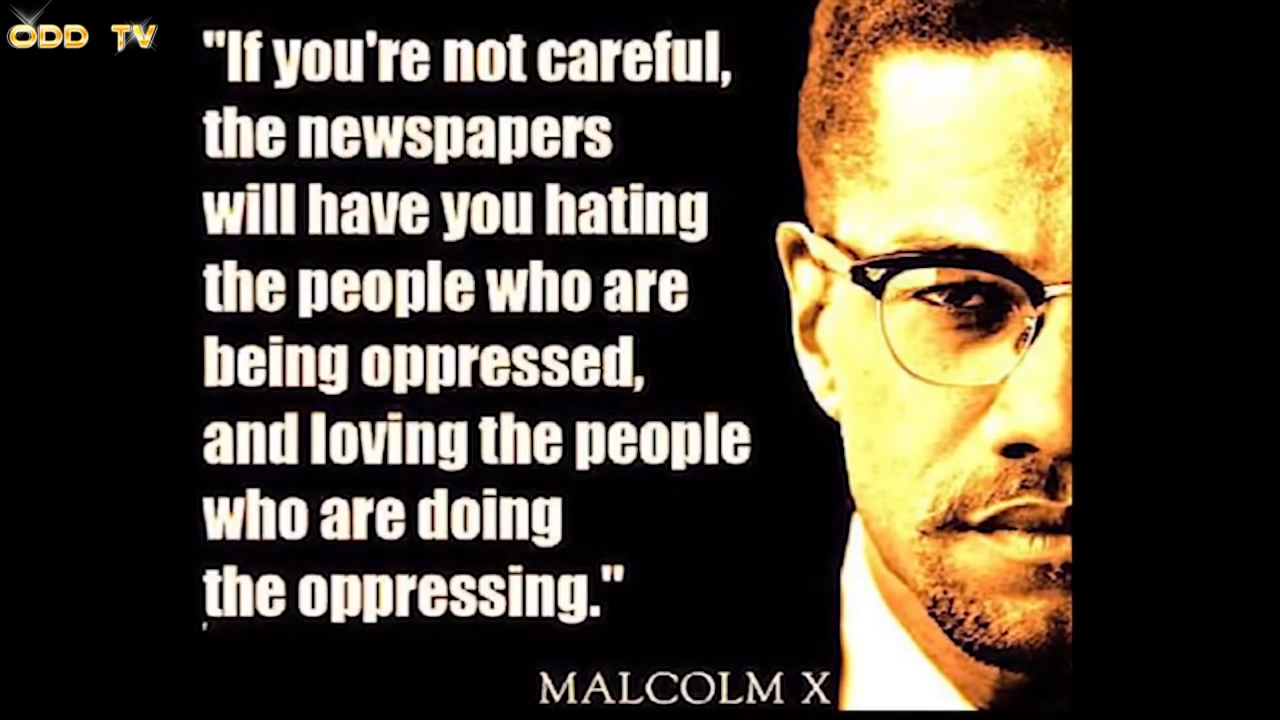 ODD TV
"If you're not careful,
the newspapers
will have you hating
the people who are
being oppressed,
and loving the people
who are doing
the oppressing."
MALCOLM X